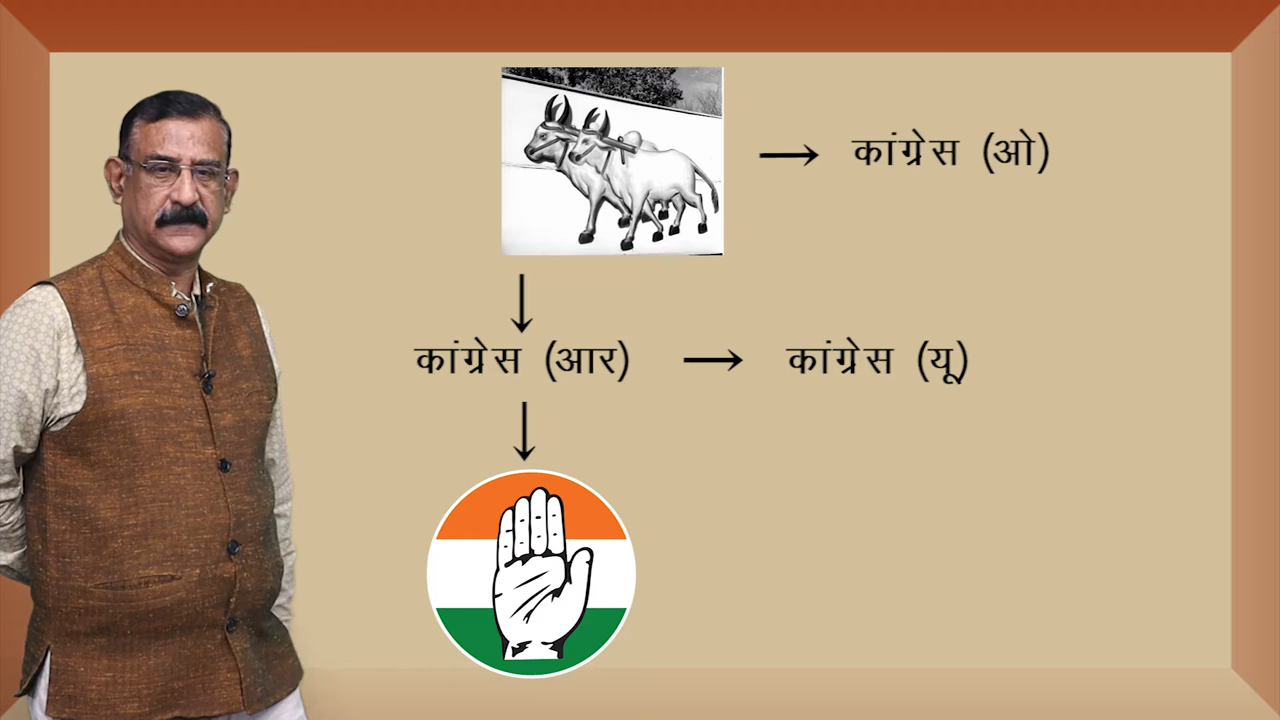 → कांग्रेस (ओ)
↓
कांग्रेस (आर) → कांग्रेस (यू)
↓